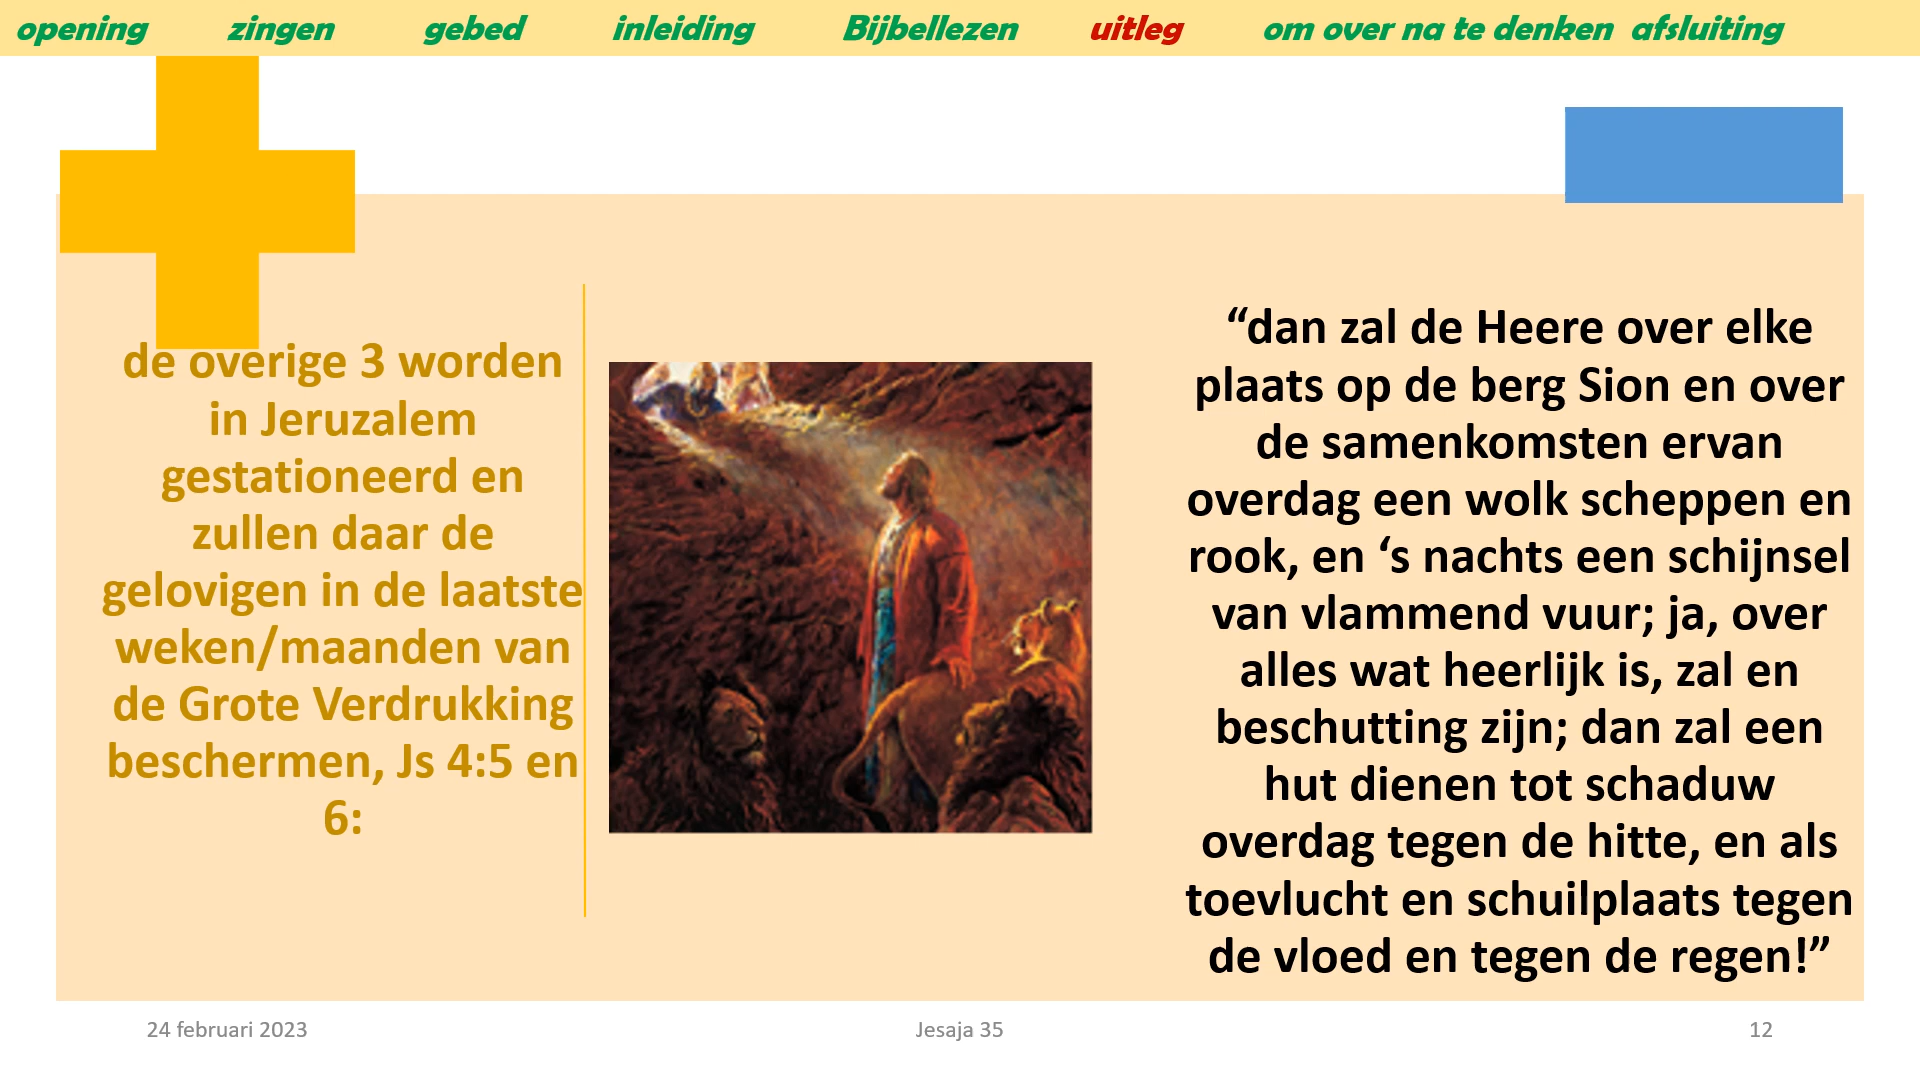 opening zingen gebed inleiding Bijbellezen uitleg om over na te denken afsluiting
de overige 3 worden
in Jeruzalem
gestationeerd en
zullen daar de
gelovigen in de laatste
weken/maanden van
de Grote Verdrukking
beschermen, Js 4:5 en
6:
“dan zal de Heere over elke
plaats op de berg Sion en over
de samenkomsten ervan
overdag een wolk scheppen en
rook, en ‘s nachts een schijnsel
van vlammend vuur; ja, over
alles wat heerlijk is, zal en
beschutting zijn; dan zal een
hut dienen tot schaduw
overdag tegen de hitte, en als
toevlucht en schuilplaats tegen
de vloed en tegen de regen!”
24 februari 2023
Jesaja 35
12